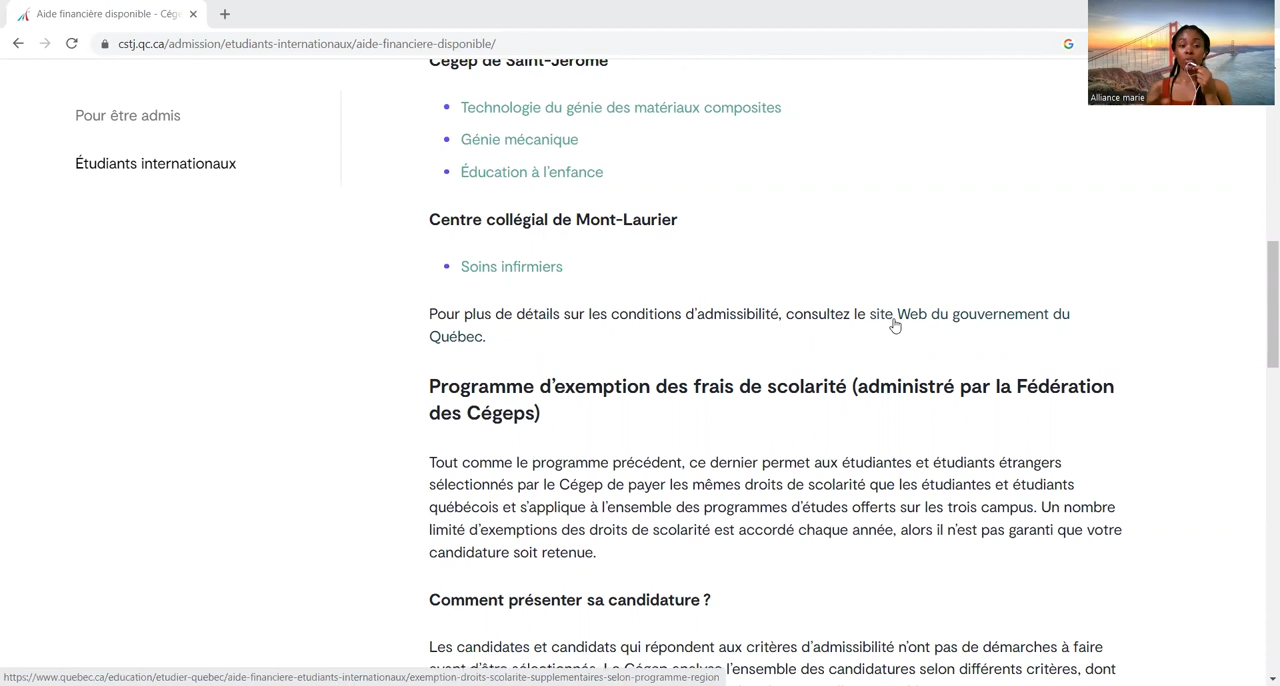 Aide financière disponible - Cég
cstj.qc.ca/admission/etudiants-internationaux/aide-financiere-disponible/
Alliance marie
Pour être admis
Étudiants internationaux
Cégep de Saint-Jérôme
Technologie du génie des matériaux composites
Génie mécanique
Éducation à l'enfance
Centre collégial de Mont-Laurier
Soins infirmiers
Pour plus de détails sur les conditions d'admissibilité, consultez le site Web du gouvernement du
Québec.
Programme d'exemption des frais de scolarité (administré par la Fédération
des Cégeps)
Tout comme le programme précédent, ce dernier permet aux étudiantes et étudiants étrangers
sélectionnés par le Cégep de payer les mêmes droits de scolarité que les étudiantes et étudiants
québécois et s'applique à l'ensemble des programmes d'études offerts sur les trois campus. Un nombre
limité d'exemptions des droits de scolarité est accordé chaque année, alors il n'est pas garanti que votre
candidature soit retenue.
Comment présenter sa candidature ?
Les candidates et candidats qui répondent aux critères d'admissibilité n'ont pas de démarches à faire
avant d'être sélectionnés. Le Cégep analyse l'ensemble des candidatures selon différents critères, dont
https://www.quebec.ca/education/etudier-quebec/aide-financiere-etudiants-internationaux/exemption-droits-scolarite-supplementaires-selon-programme-region